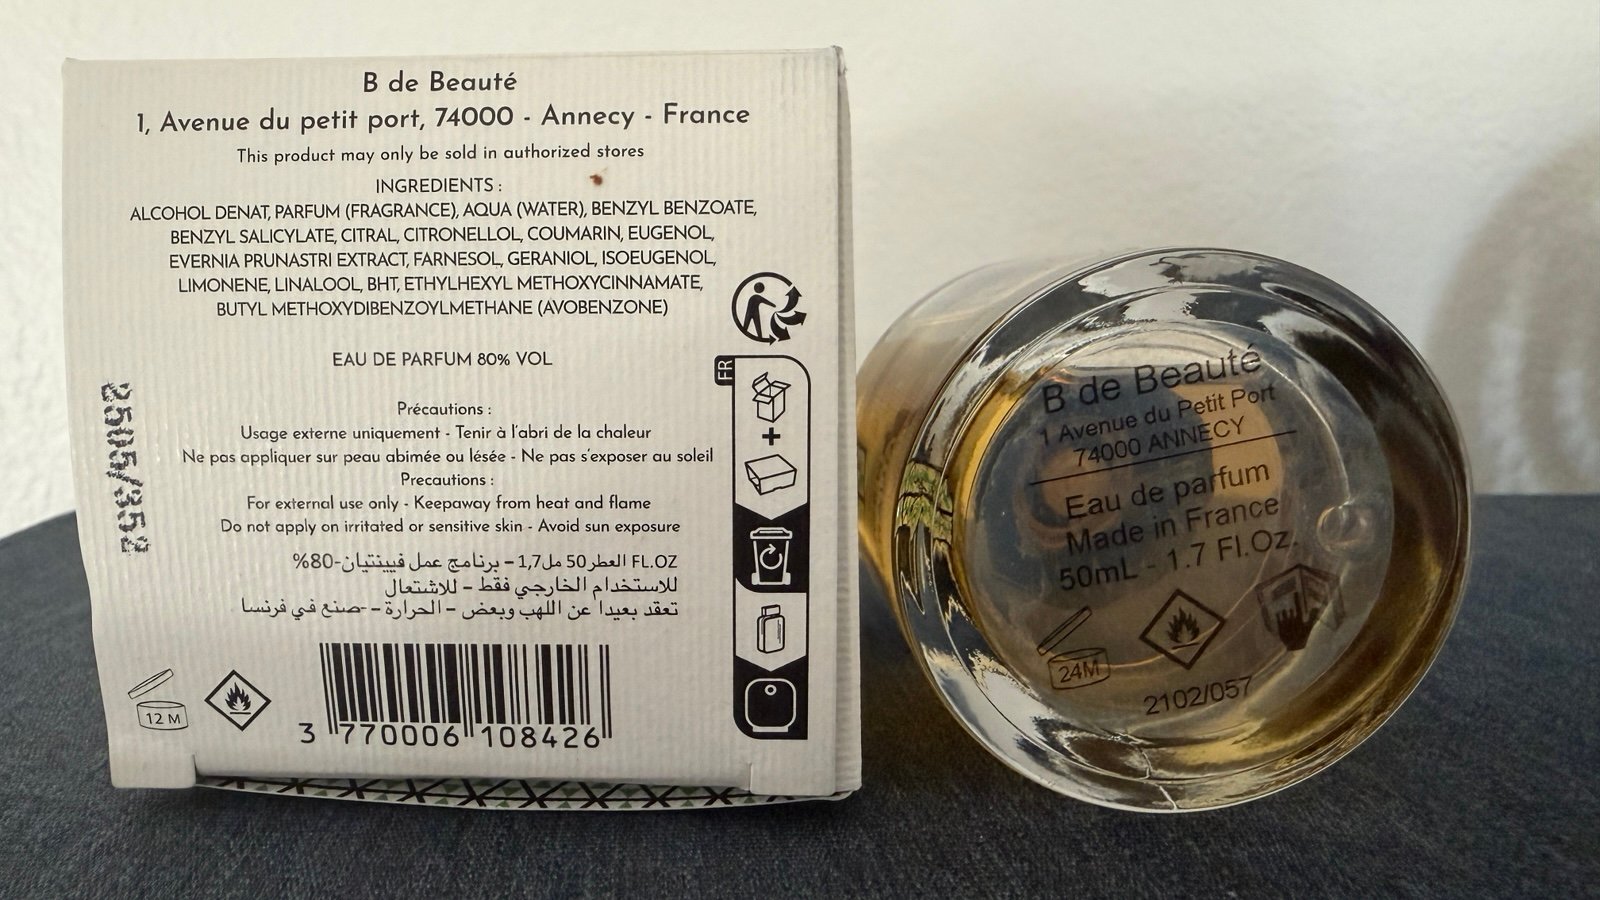 B de Beauté
1, Avenue du petit port, 74000 - Annecy - France
This product may only be sold in authorized stores
INGREDIENTS :
ALCOHOL DENAT, PARFUM (FRAGRANCE), AQUA (WATER), BENZYL BENZOATE,
BENZYL SALICYLATE, CITRAL, CITRONELLOL, COUMARIN, EUGENOL,
EVERNIA PRUNASTRI EXTRACT, FARNESOL, GERANIOL, ISOEUGENOL,
LIMONENE, LINALOOL, BHT, ETHYLHEXYL METHOXYCINNAMATE,
BUTYL METHOXYDIBENZOYLMETHANE (AVOBENZONE)
EAU DE PARFUM 80% VOL
Précautions :
Usage externe uniquement - Tenir à l'abri de la chaleur
Ne pas appliquer sur peau abimée ou lésée - Ne pas s'exposer au soleil
Precautions :
For external use only - Keepaway from heat and flame
Do not apply on irritated or sensitive skin - Avoid sun exposure
FL.OZ العطر 50 مل 1,7 – برنامج عمل فيينتيان-80%
للاستخدام الخارجي فقط – للاشتعال
تعقد بعيدا عن اللهب وبعض – الحرارة – -صنع في فرنسا
12 M
3 770006 108426
FR
2505/352
B de Beauté
1 Avenue du Petit Port
74000 ANNECY
Eau de parfum
Made in France
50mL - 1.7 Fl.Oz.
24M
2102/057